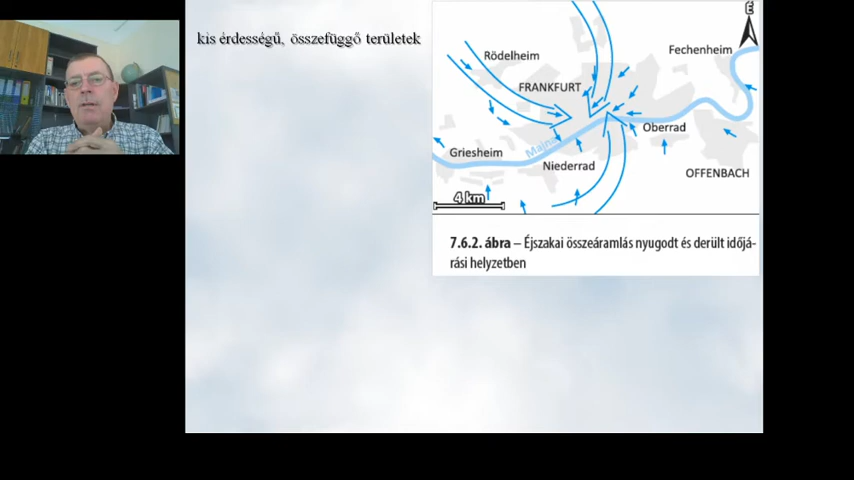 kis érdességű, összefüggő területek
É
Rödelheim
Fechenheim
FRANKFURT
Oberrad
Majna
Griesheim
Niederrad
OFFENBACH
4 km
7.6.2. ábra – Éjszakai összeáramlás nyugodt és derült időjá-
rási helyzetben